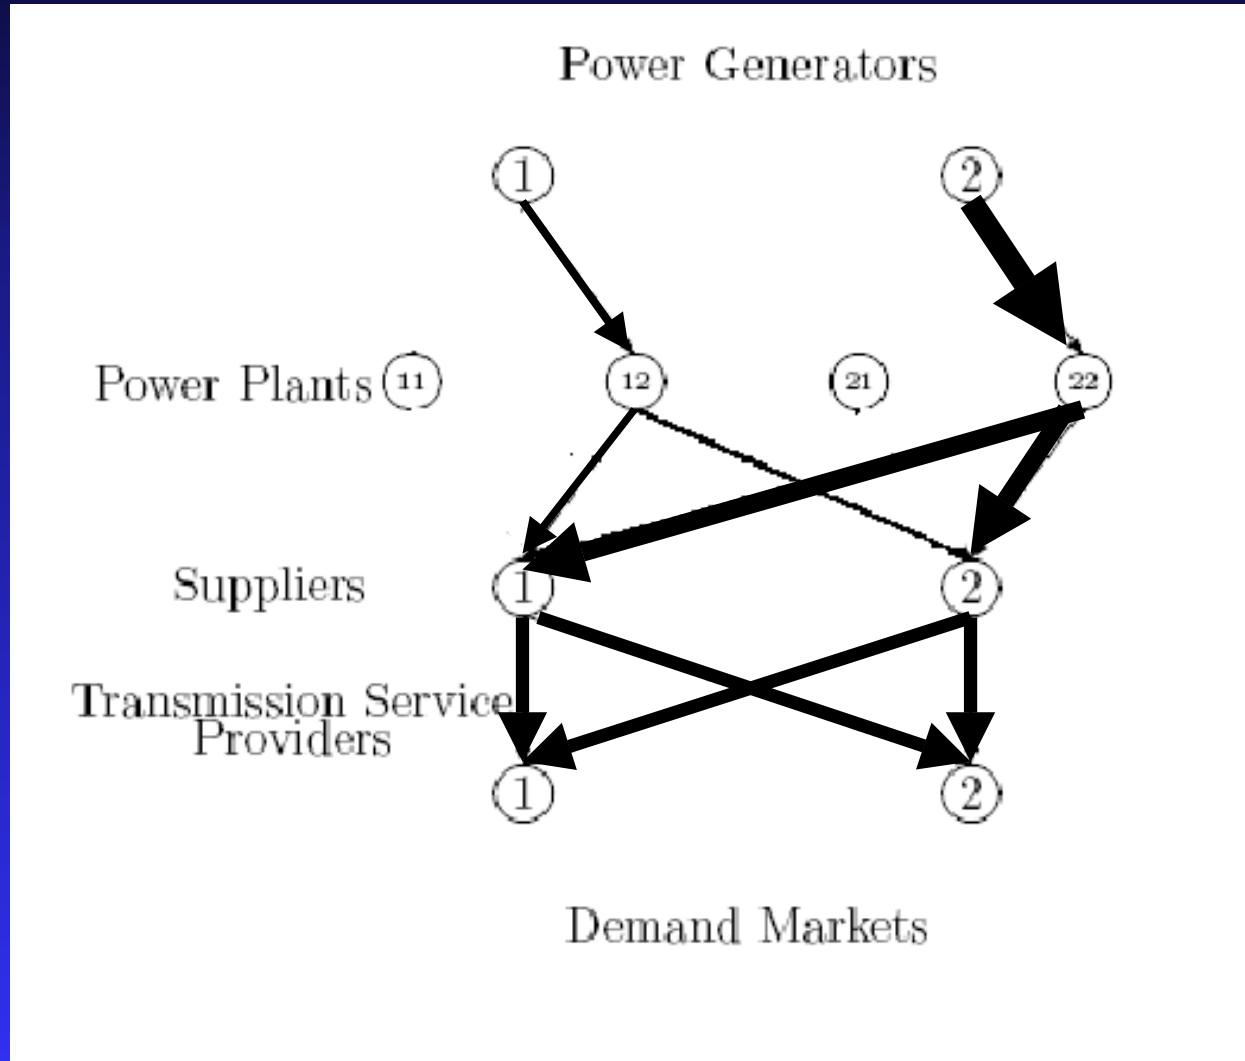 Power Generators
1 2
Power Plants 11 12 21 22
Suppliers 1 2
Transmission Service
Providers
1 2
Demand Markets